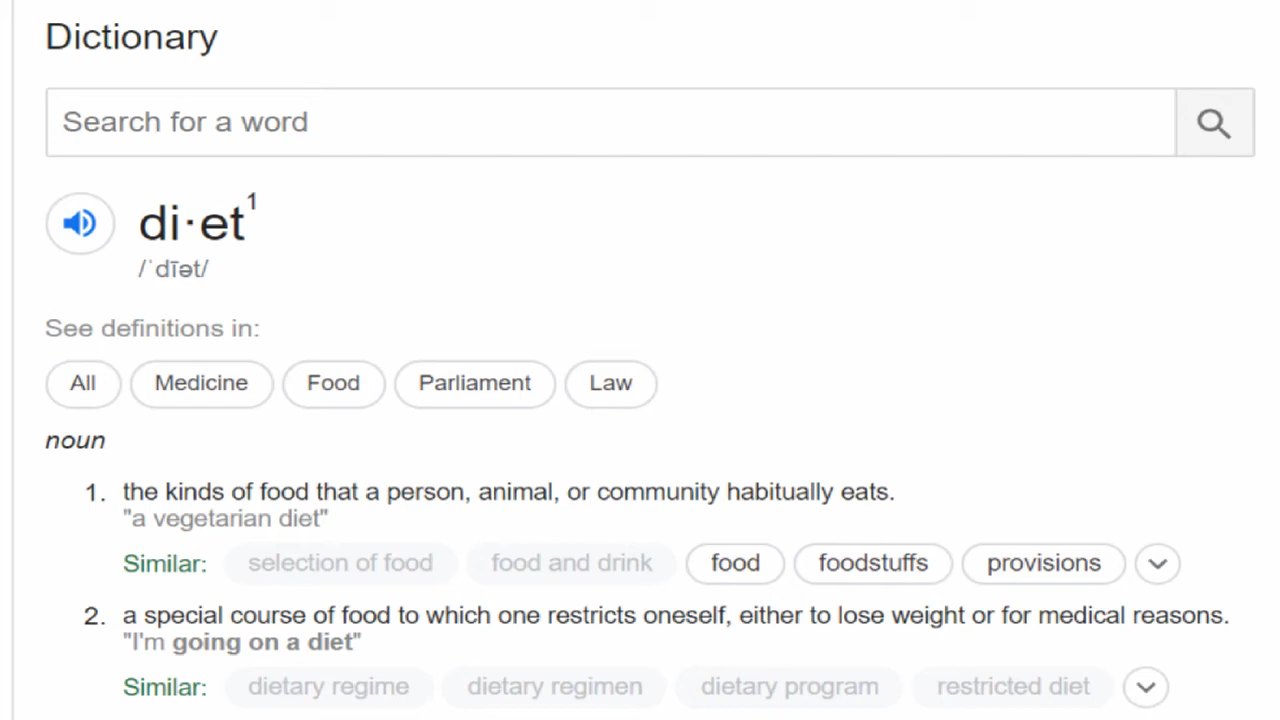 Dictionary
Search for a word
di·et1
/ˈdīət/
See definitions in:
All Medicine Food Parliament Law
noun
1. the kinds of food that a person, animal, or community habitually eats.
"a vegetarian diet"
Similar: selection of food food and drink food foodstuffs provisions
2. a special course of food to which one restricts oneself, either to lose weight or for medical reasons.
"I'm going on a diet"
Similar: dietary regime dietary regimen dietary program restricted diet